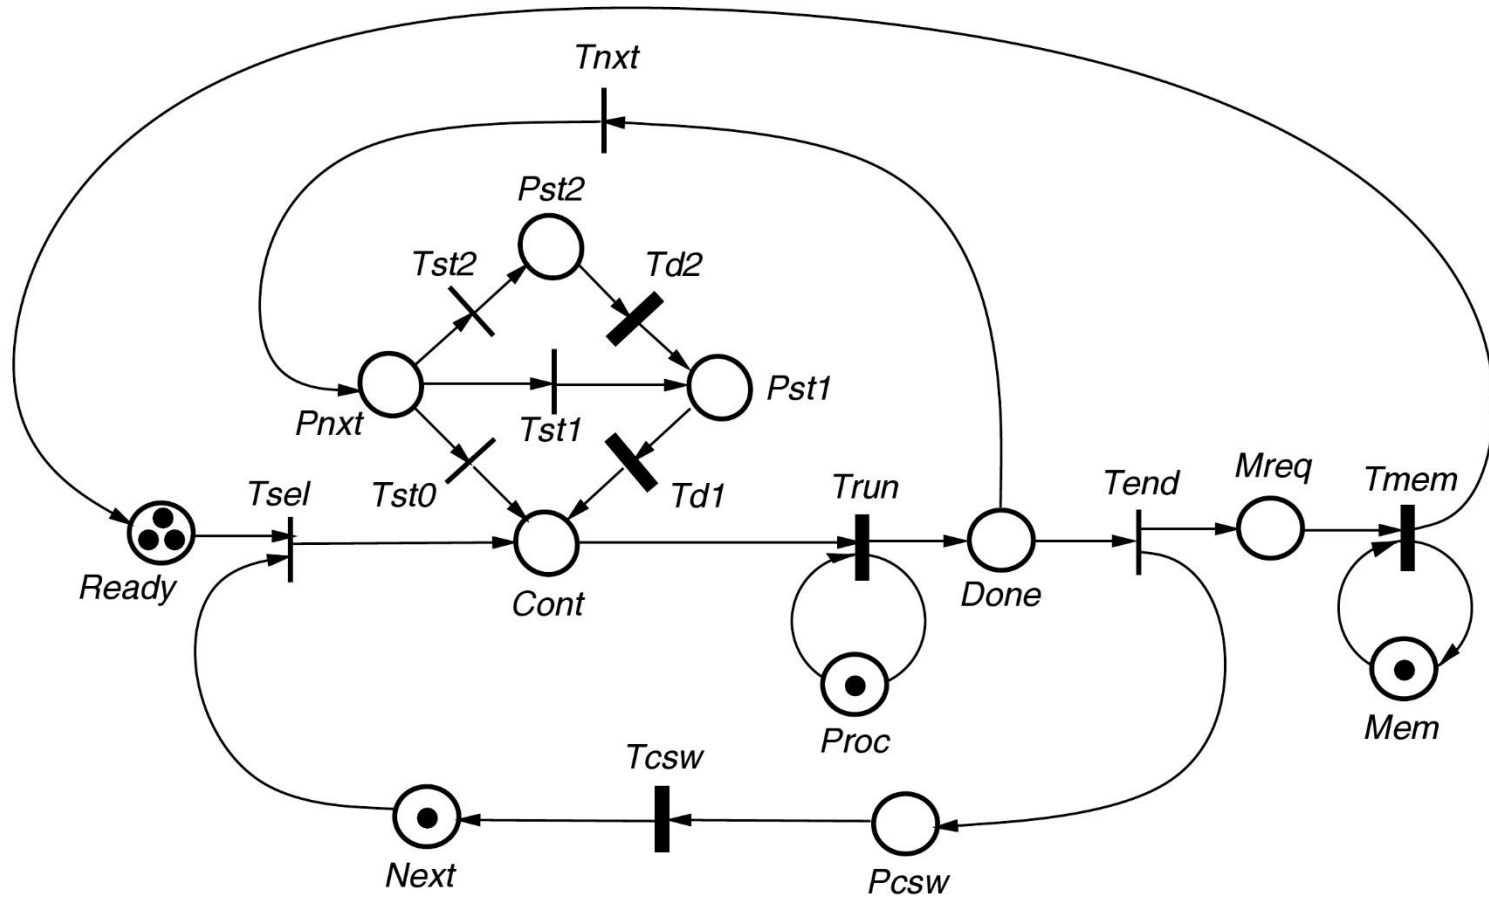 Tnxt
Pst2
Tst2
Td2
Pst1
Pnxt
Tst1
Tst0
Td1
Tsel
Trun
Tend
Mreq
Tmem
Ready
Cont
Done
Proc
Mem
Tcsw
Next
Pcsw